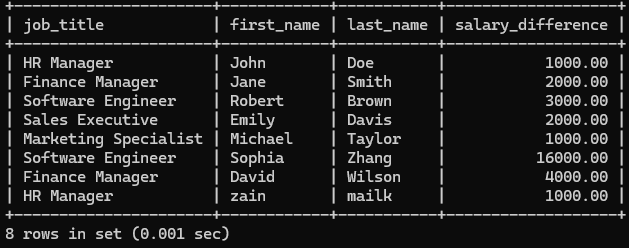 +----------------------+------------+-----------+-------------------+
| job_title            | first_name | last_name | salary_difference |
+----------------------+------------+-----------+-------------------+
| HR Manager           | John       | Doe       |           1000.00 |
| Finance Manager      | Jane       | Smith     |           2000.00 |
| Software Engineer    | Robert     | Brown     |           3000.00 |
| Sales Executive      | Emily      | Davis     |           2000.00 |
| Marketing Specialist | Michael    | Taylor    |           1000.00 |
| Software Engineer    | Sophia     | Zhang     |          16000.00 |
| Finance Manager      | David      | Wilson    |           4000.00 |
| HR Manager           | zain       | mailk     |           1000.00 |
+----------------------+------------+-----------+-------------------+
8 rows in set (0.001 sec)